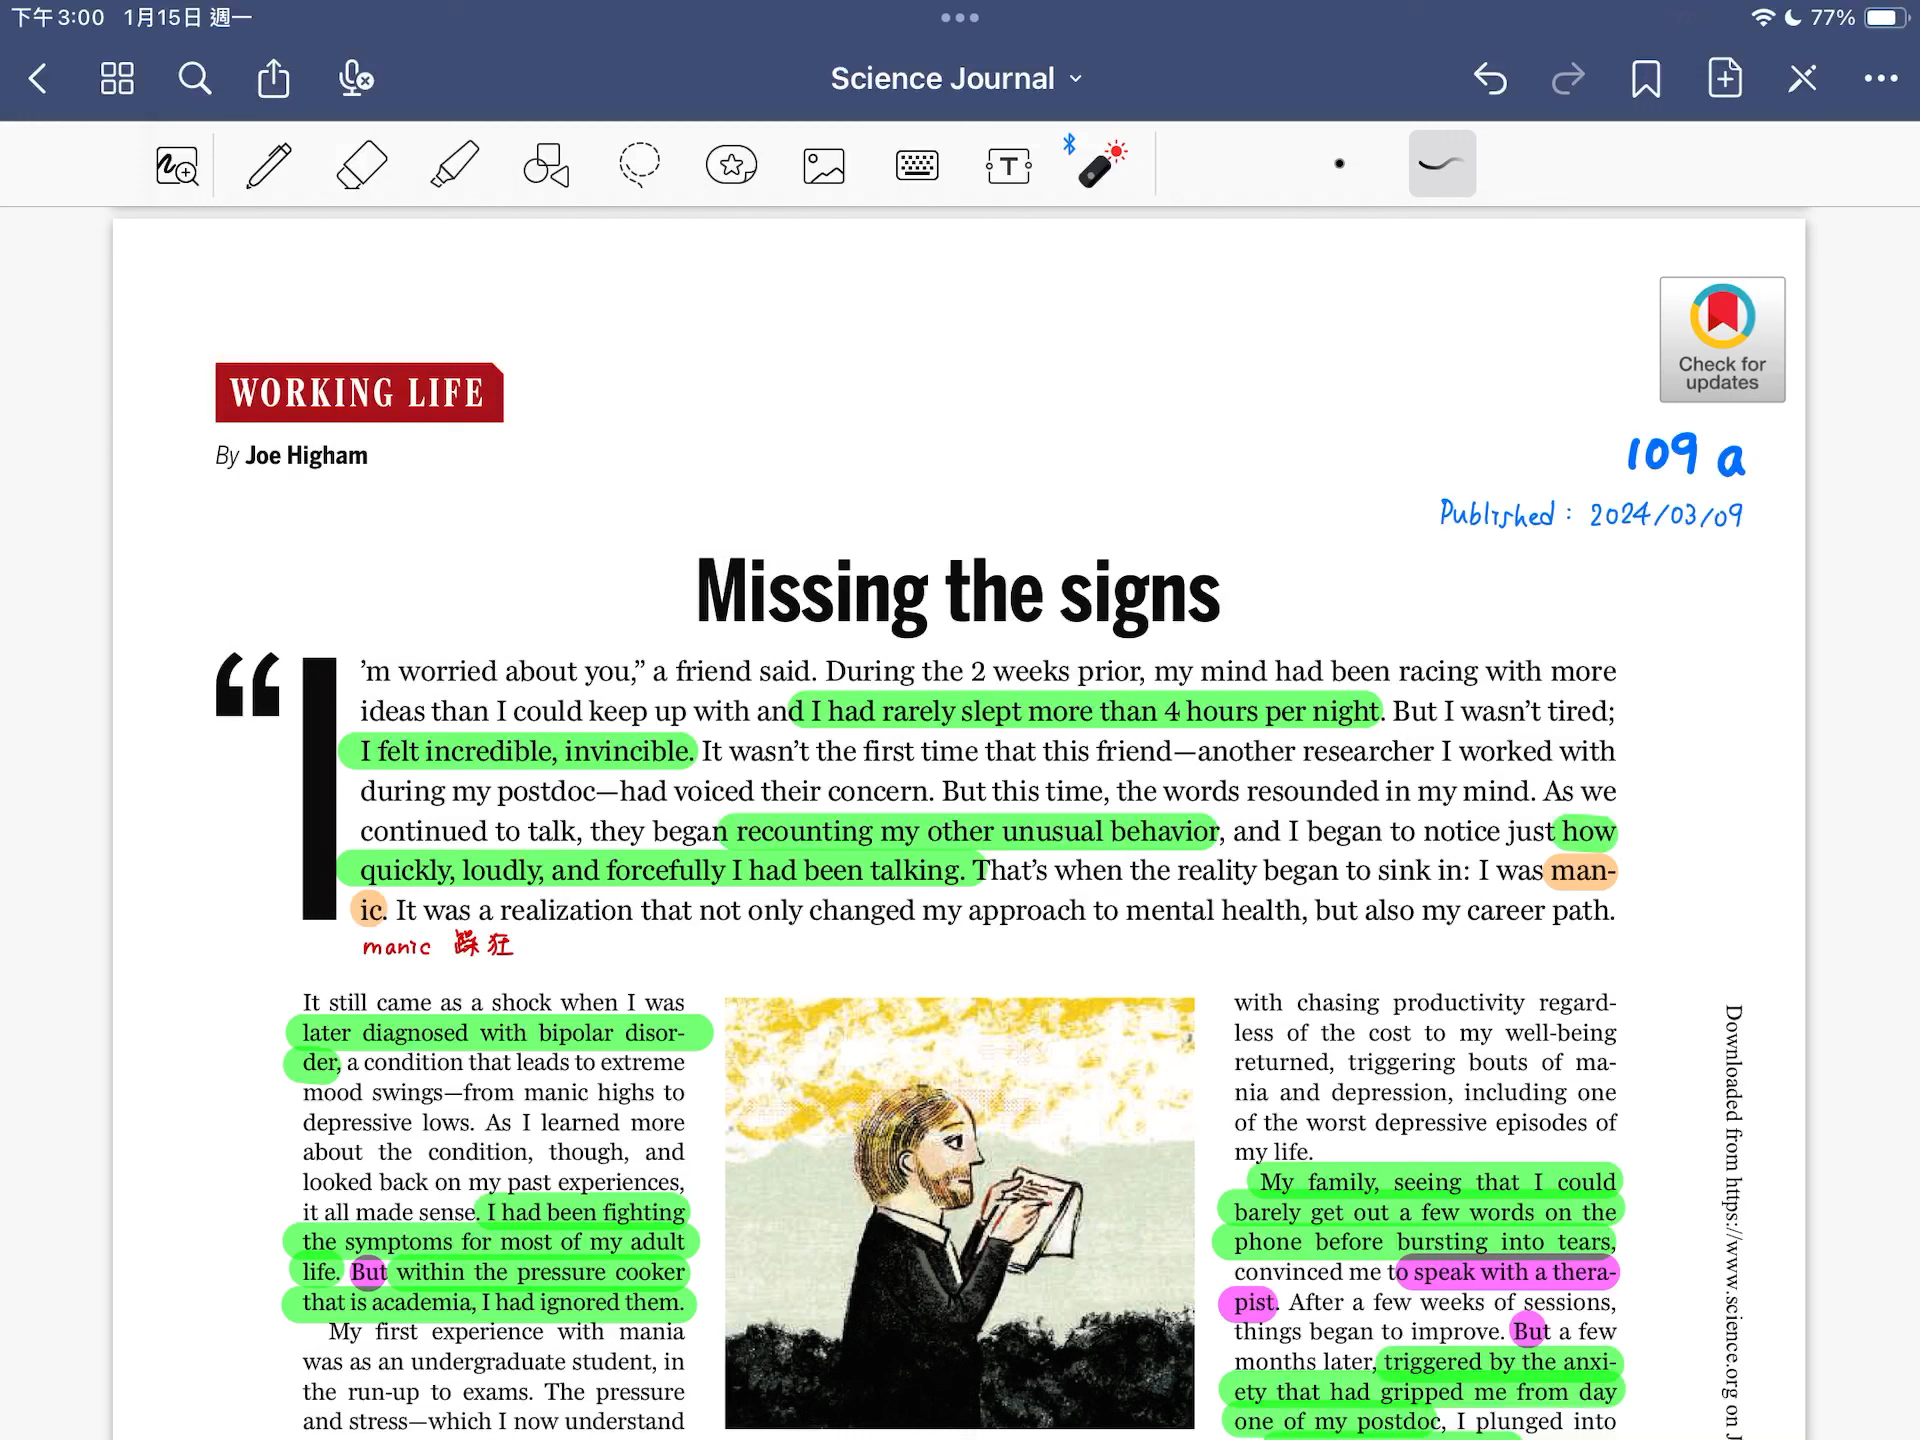 下午3:00 1月15日 週一
77%
Science Journal
T
Check for
updates
WORKING LIFE
By Joe Higham
109 a
Published : 2024/03/09
Missing the signs
“I’m worried about you,” a friend said. During the 2 weeks prior, my mind had been racing with more
ideas than I could keep up with and I had rarely slept more than 4 hours per night. But I wasn’t tired;
I felt incredible, invincible. It wasn’t the first time that this friend—another researcher I worked with
during my postdoc—had voiced their concern. But this time, the words resounded in my mind. As we
continued to talk, they began recounting my other unusual behavior, and I began to notice just how
quickly, loudly, and forcefully I had been talking. That’s when the reality began to sink in: I was man-
ic. It was a realization that not only changed my approach to mental health, but also my career path.
manic 躁狂
It still came as a shock when I was
later diagnosed with bipolar disor-
der, a condition that leads to extreme
mood swings—from manic highs to
depressive lows. As I learned more
about the condition, though, and
looked back on my past experiences,
it all made sense. I had been fighting
the symptoms for most of my adult
life. But within the pressure cooker
that is academia, I had ignored them.
My first experience with mania
was as an undergraduate student, in
the run-up to exams. The pressure
and stress—which I now understand
with chasing productivity regard-
less of the cost to my well-being
returned, triggering bouts of ma-
nia and depression, including one
of the worst depressive episodes of
my life.
My family, seeing that I could
barely get out a few words on the
phone before bursting into tears,
convinced me to speak with a thera-
pist. After a few weeks of sessions,
things began to improve. But a few
months later, triggered by the anxi-
ety that had gripped me from day
one of my postdoc, I plunged into
Downloaded from https://www.science.org on J